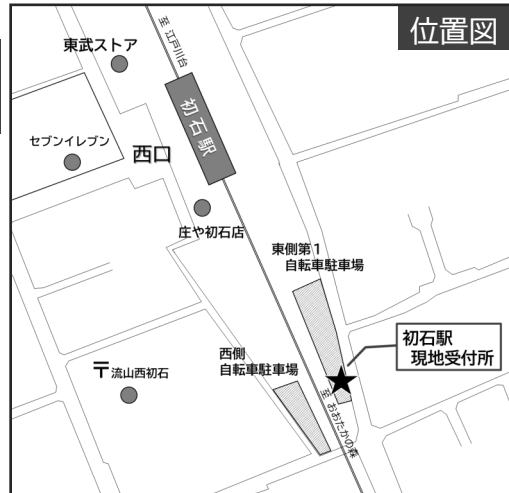 位置図
東武ストア
至 江戸川台
初石駅
セブンイレブン
西口
庄や初石店
東側第1
自転車駐車場
初石駅
現地受付所
西側
自転車駐車場
〒流山西初石
至 おおたかの森